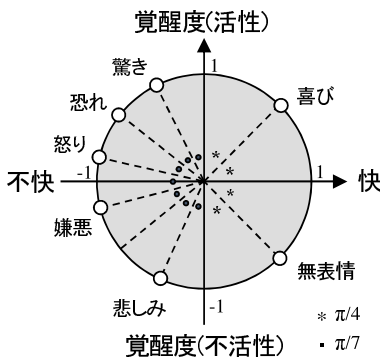 覚醒度(活性)
驚き
1
恐れ
喜び
怒り
不快
-1
1
快
嫌悪
悲しみ
無表情
-1
* π/4
・ π/7
覚醒度(不活性)